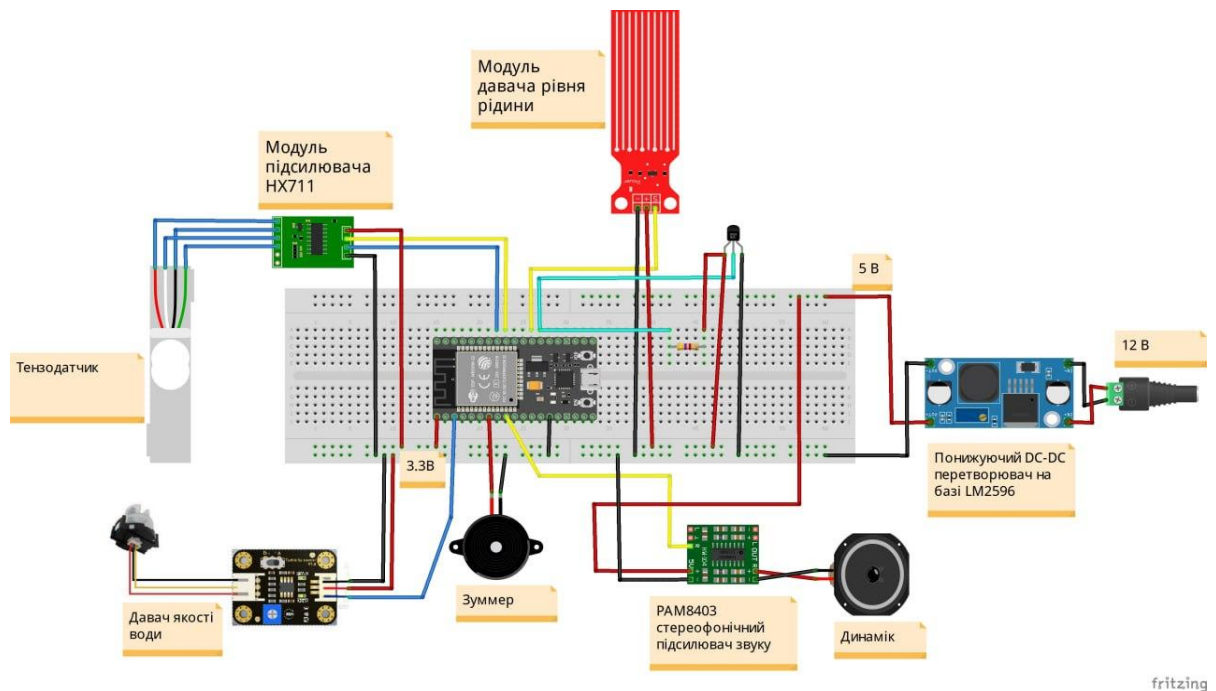 Модуль
давача рівня
рідини
Модуль
підсилювача
HX711
5 В
12 В
Тензодатчик
3.3В
Понижуючий DC-DC
перетворювач на
базі LM2596
Давач якості
води
Зуммер
PAM8403
стереофонічний
підсилювач звуку
Динамік
fritzing